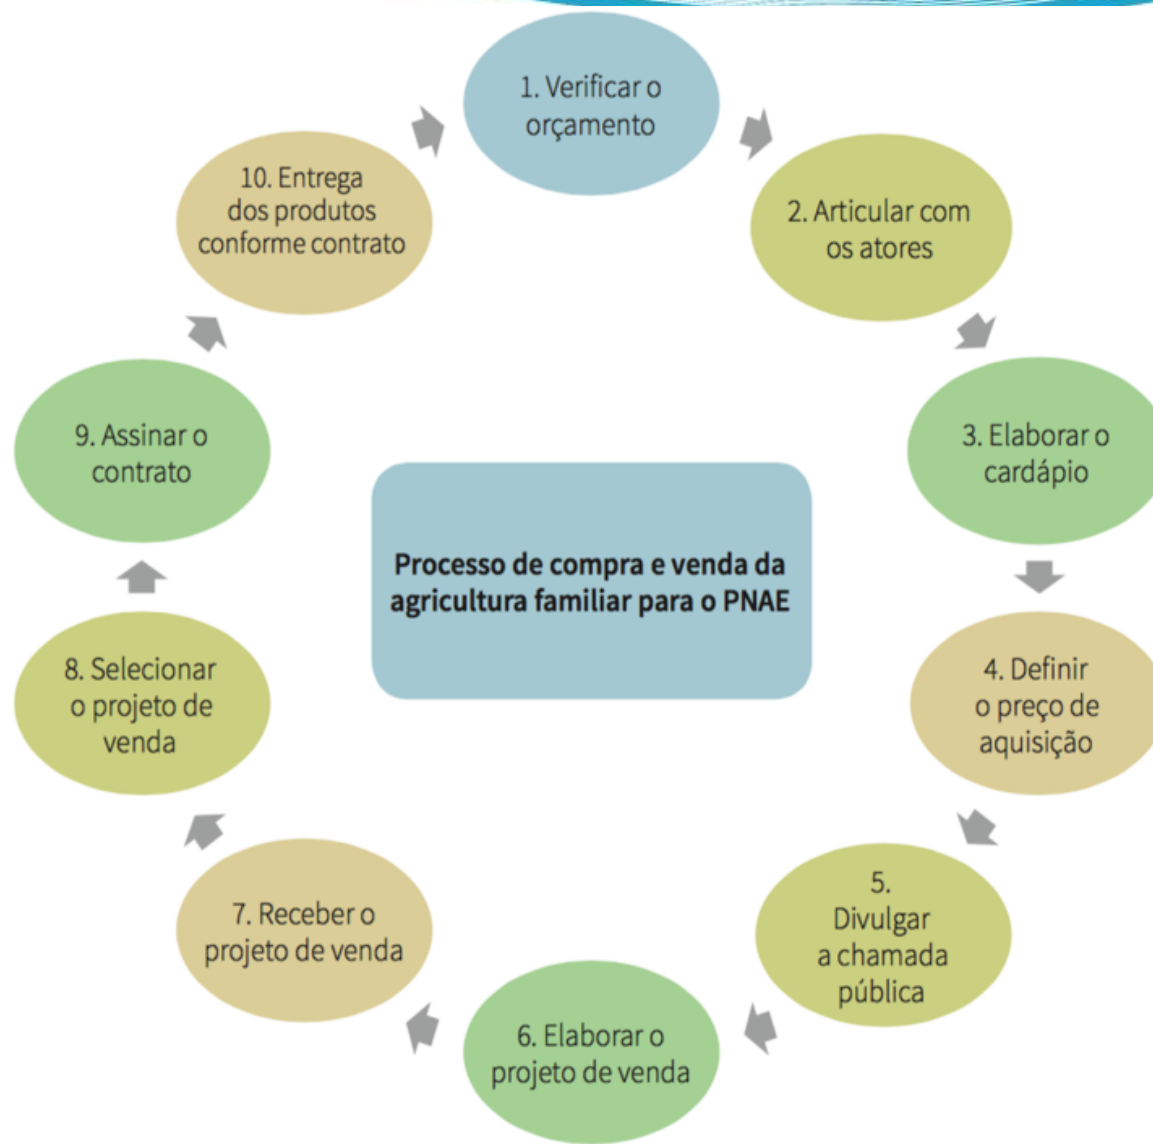 1. Verificar o
orçamento
2. Articular com
os atores
3. Elaborar o
cardápio
4. Definir
o preço de
aquisição
5.
Divulgar
a chamada
pública
6. Elaborar o
projeto de venda
7. Receber o
projeto de venda
8. Selecionar
o projeto de
venda
9. Assinar o
contrato
10. Entrega
dos produtos
conforme contrato
Processo de compra e venda da
agricultura familiar para o PNAE